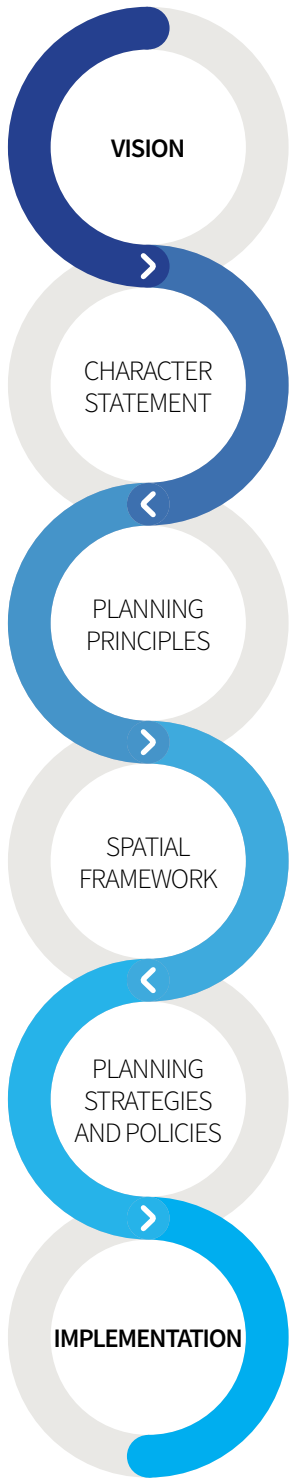 VISION
CHARACTER
STATEMENT
PLANNING
PRINCIPLES
SPATIAL
FRAMEWORK
PLANNING
STRATEGIES
AND POLICIES
IMPLEMENTATION